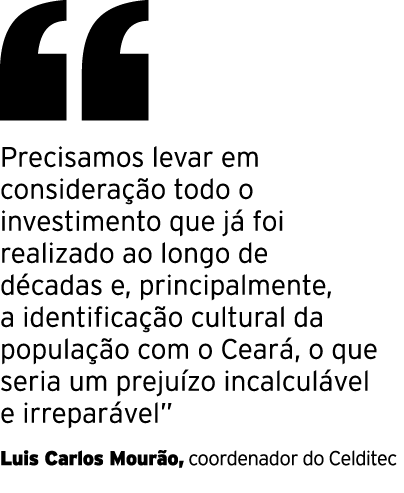 “
Precisamos levar em
consideração todo o
investimento que já foi
realizado ao longo de
décadas e, principalmente,
a identificação cultural da
população com o Ceará, o que
seria um prejuízo incalculável
e irreparável”
Luis Carlos Mourão, coordenador do Celditec